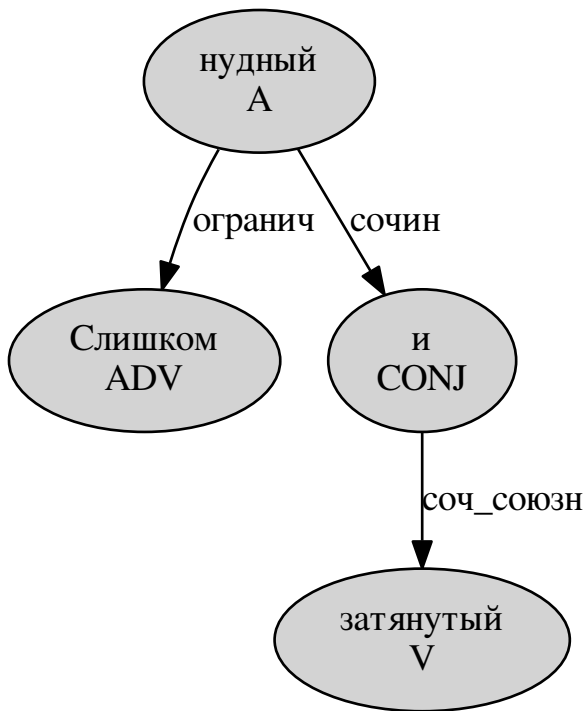 нудный
A
огранич
сочин
Слишком
ADV
и
CONJ
соч_союзн
затянутый
V